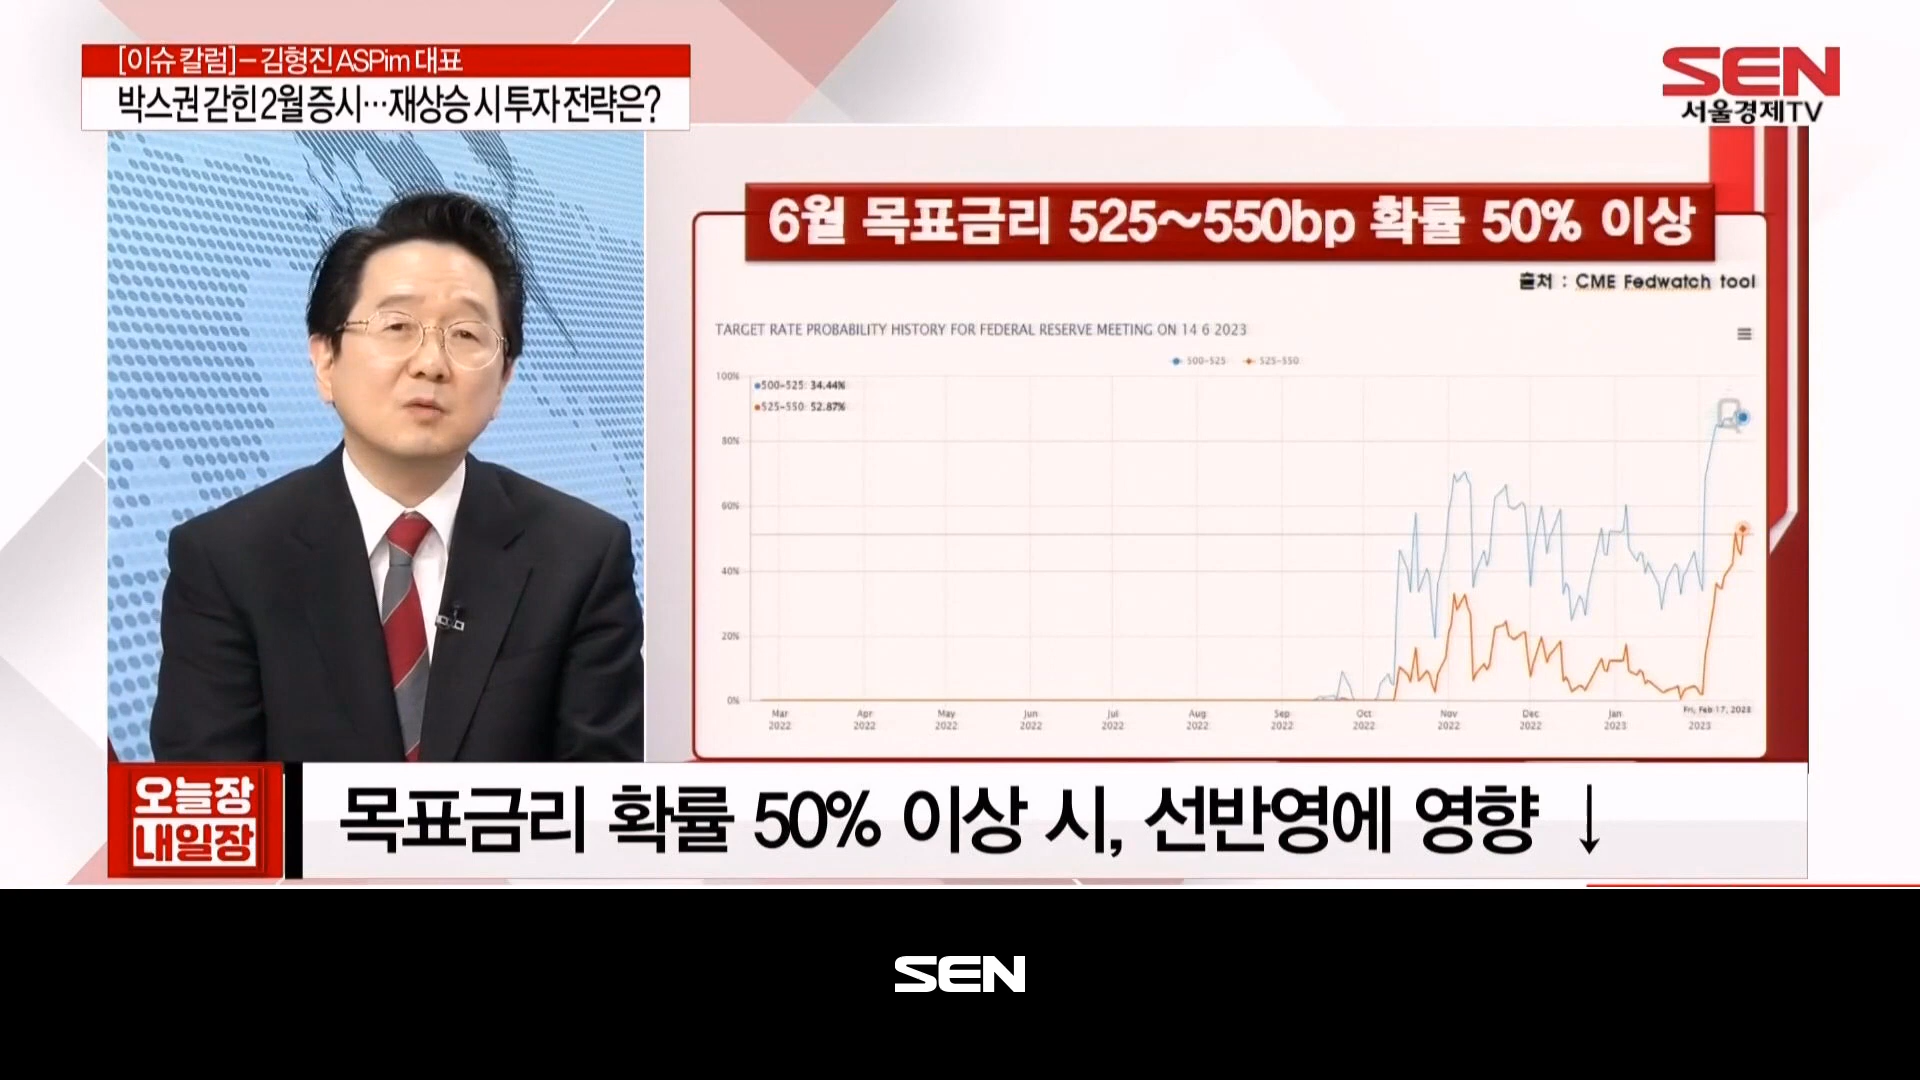 [이슈 칼럼] - 김형진 ASPim 대표
박스권 갇힌 2월 증시…재상승 시 투자 전략은?
SEN
서울경제TV
6월 목표금리 525~550bp 확률 50% 이상
출처 : CME Fedwatch tool
TARGET RATE PROBABILITY HISTORY FOR FEDERAL RESERVE MEETING ON 14 6 2023
500-525 525-550
500-525: 34.44%
525-550: 52.87%
100%
80%
60%
40%
20%
0%
Mar 2022
Apr 2022
May 2022
Jun 2022
Jul 2022
Aug 2022
Sep 2022
Oct 2022
Nov 2022
Dec 2022
Jan 2023
2023
Fri, Feb 17, 2023
오늘장
내일장
목표금리 확률 50% 이상 시, 선반영에 영향 ↓
SEN